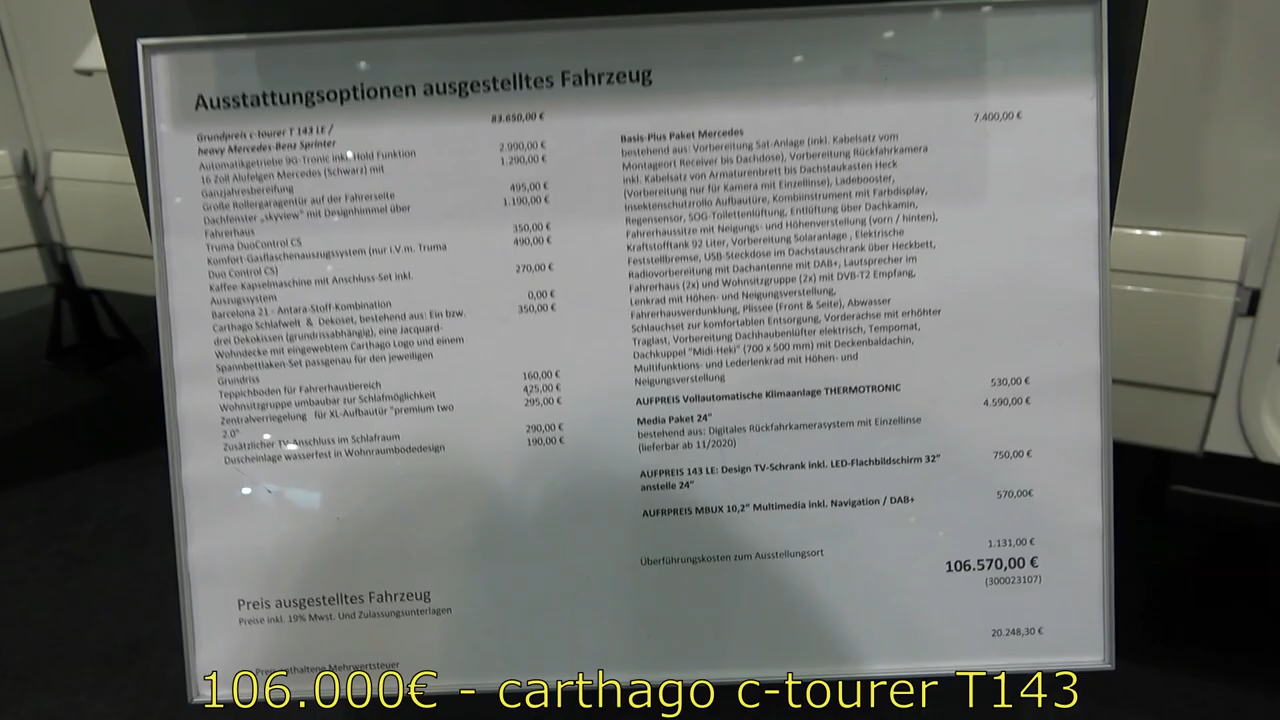 Ausstattungsoptionen ausgestelltes Fahrzeug
Grundpreis c-tourer T 143 LE / 83.650,00 €
heavy Mercedes-Benz Sprinter
Automatikgetriebe 9G-Tronic inkl. Hold Funktion 2.990,00 €
16 Zoll Alufelgen Mercedes (Schwarz) mit 1.290,00 €
Ganzjahresbereifung
Große Rollergaragentür auf der Fahrerseite 495,00 €
Dachfenster „skyview" mit Designhimmel über 1.190,00 €
Fahrerhaus
Truma DuoControl CS 350,00 €
Komfort-Gasflaschenauszugssystem (nur i.V.m. Truma 490,00 €
Duo Control CS)
Kaffee-Kapselmaschine mit Anschluss-Set inkl. 270,00 €
Auszugssystem
Barcelona 21 - Antara-Stoff-Kombination 0,00 €
Carthago Schlafwelt & Dekoset, bestehend aus: Ein bzw. 350,00 €
drei Dekokissen (grundrissabhängig), eine Jacquard-
Wohndecke mit eingewebtem Carthago Logo und einem
Spannbettlaken-Set passgenau für den jeweiligen
Grundriss
Teppichboden für Fahrerhausbereich 160,00 €
Wohnsitzgruppe umbaubar zur Schlafmöglichkeit 425,00 €
Zentralverriegelung für XL-Aufbautür "premium two 295,00 €
2.0"
Zusätzlicher TV-Anschluss im Schlafraum 290,00 €
Duscheinlage wasserfest in Wohnraumbodedesign 190,00 €
Basis-Plus Paket Mercedes 7.400,00 €
bestehend aus: Vorbereitung Sat-Anlage (inkl. Kabelsatz vom
Montageort Receiver bis Dachdose), Vorbereitung Rückfahrkamera
inkl. Kabelsatz von Armaturenbrett bis Dachstaukasten Heck
(Vorbereitung nur für Kamera mit Einzellinse), Ladebooster,
Insektenschutzrollo Aufbautüre, Kombiinstrument mit Farbdisplay,
Regensensor, SOG-Toilettenlüftung, Entlüftung über Dachkamin,
Fahrerhaussitze mit Neigungs- und Höhenverstellung (vorn / hinten),
Kraftstofftank 92 Liter, Vorbereitung Solaranlage , Elektrische
Feststellbremse, USB-Steckdose im Dachstauschrank über Heckbett,
Radiovorbereitung mit Dachantenne mit DAB+, Lautsprecher im
Fahrerhaus (2x) und Wohnsitzgruppe (2x) mit DVB-T2 Empfang,
Lenkrad mit Höhen- und Neigungsverstellung,
Fahrerhausverdunklung, Plissee (Front & Seite), Abwasser
Schlauchset zur komfortablen Entsorgung, Vorderachse mit erhöhter
Traglast, Vorbereitung Dachhaubenlüfter elektrisch, Tempomat,
Dachkuppel "Midi-Heki" (700 x 500 mm) mit Deckenbaldachin,
Multifunktions- und Lederlenkrad mit Höhen- und
Neigungsverstellung
AUFPREIS Vollautomatische Klimaanlage THERMOTRONIC 530,00 €
Media Paket 24" 4.590,00 €
bestehend aus: Digitales Rückfahrkamerasystem mit Einzellinse
(lieferbar ab 11/2020)
AUFPREIS 143 LE: Design TV-Schrank inkl. LED-Flachbildschirm 32" 750,00 €
anstelle 24"
AUFRPREIS MBUX 10,2" Multimedia inkl. Navigation / DAB+ 570,00€
Überführungskosten zum Ausstellungsort 1.131,00 €
Preis ausgestelltes Fahrzeug 106.570,00 €
Preise inkl. 19% Mwst. Und Zulassungsunterlagen (300023107)
enthaltene Mehrwertsteuer 20.248,30 €
106.000€ - carthago c-tourer T143